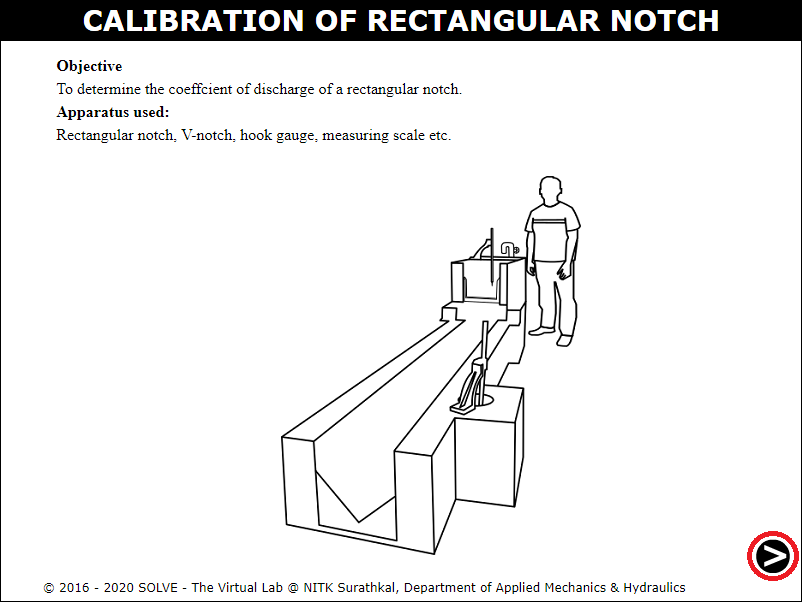 CALIBRATION OF RECTANGULAR NOTCH
Objective
To determine the coeffcient of discharge of a rectangular notch.
Apparatus used:
Rectangular notch, V-notch, hook gauge, measuring scale etc.
© 2016 - 2020 SOLVE - The Virtual Lab @ NITK Surathkal, Department of Applied Mechanics & Hydraulics